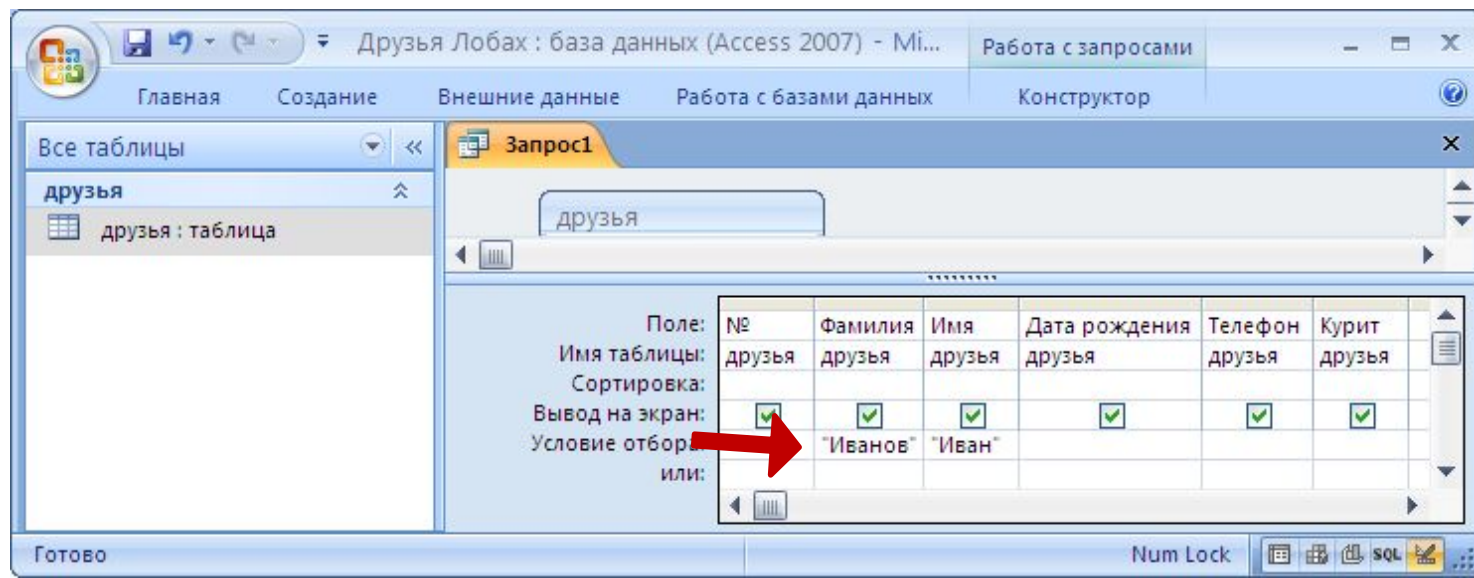 Друзья Лобах : база данных (Access 2007) - Mi...
Работа с запросами
Главная Создание Внешние данные Работа с базами данных Конструктор
Все таблицы
Запрос1
друзья
друзья : таблица
друзья
Поле: № Фамилия Имя Дата рождения Телефон Курит
Имя таблицы: друзья друзья друзья друзья друзья друзья
Сортировка:
Вывод на экран:
Условие отбора: "Иванов" "Иван"
или:
Готово Num Lock SQL